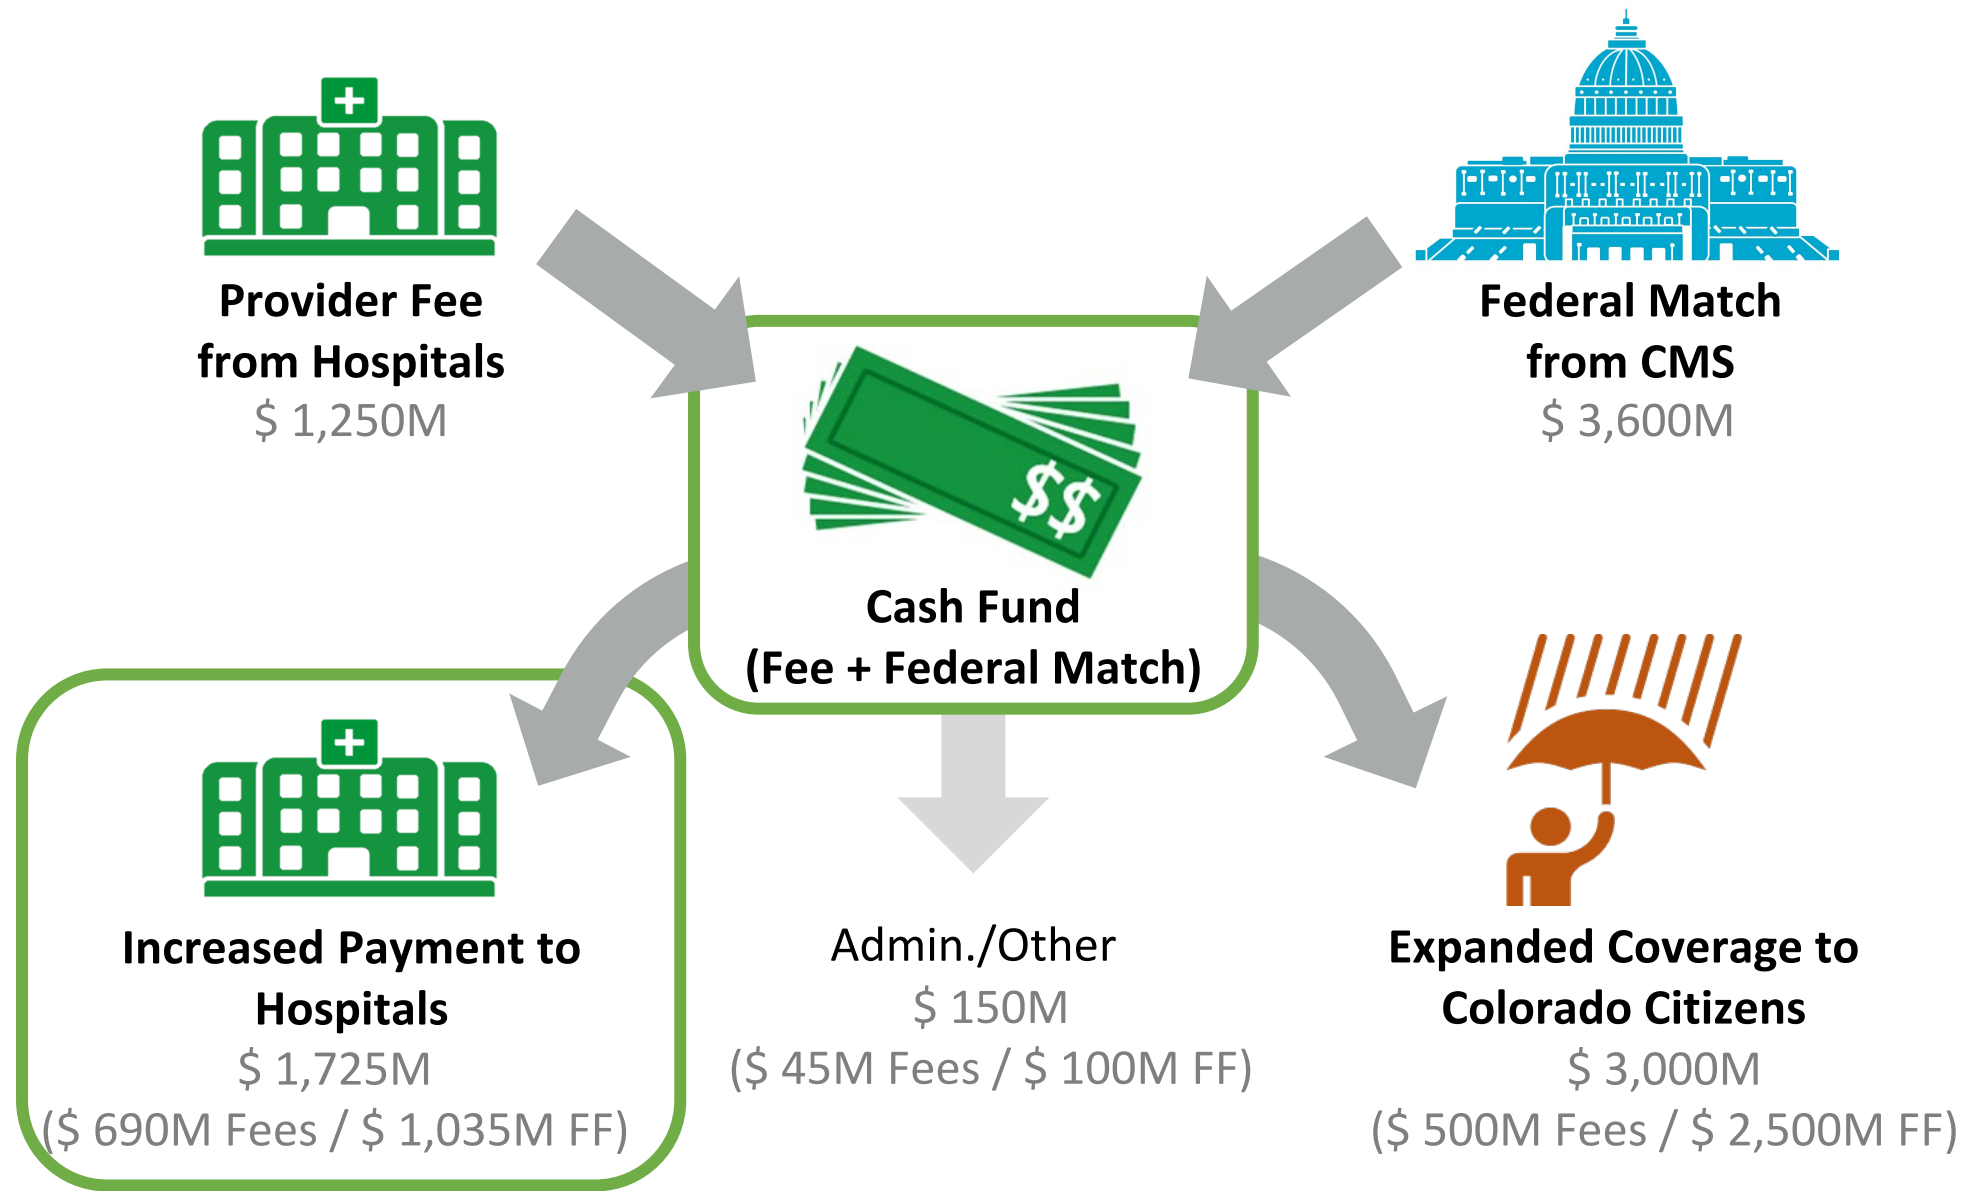 Provider Fee
from Hospitals
$ 1,250M
Federal Match
from CMS
$ 3,600M
$$
Cash Fund
(Fee + Federal Match)
Increased Payment to
Hospitals
$ 1,725M
($ 690M Fees / $ 1,035M FF)
Admin./Other
$ 150M
($ 45M Fees / $ 100M FF)
Expanded Coverage to
Colorado Citizens
$ 3,000M
($ 500M Fees / $ 2,500M FF)